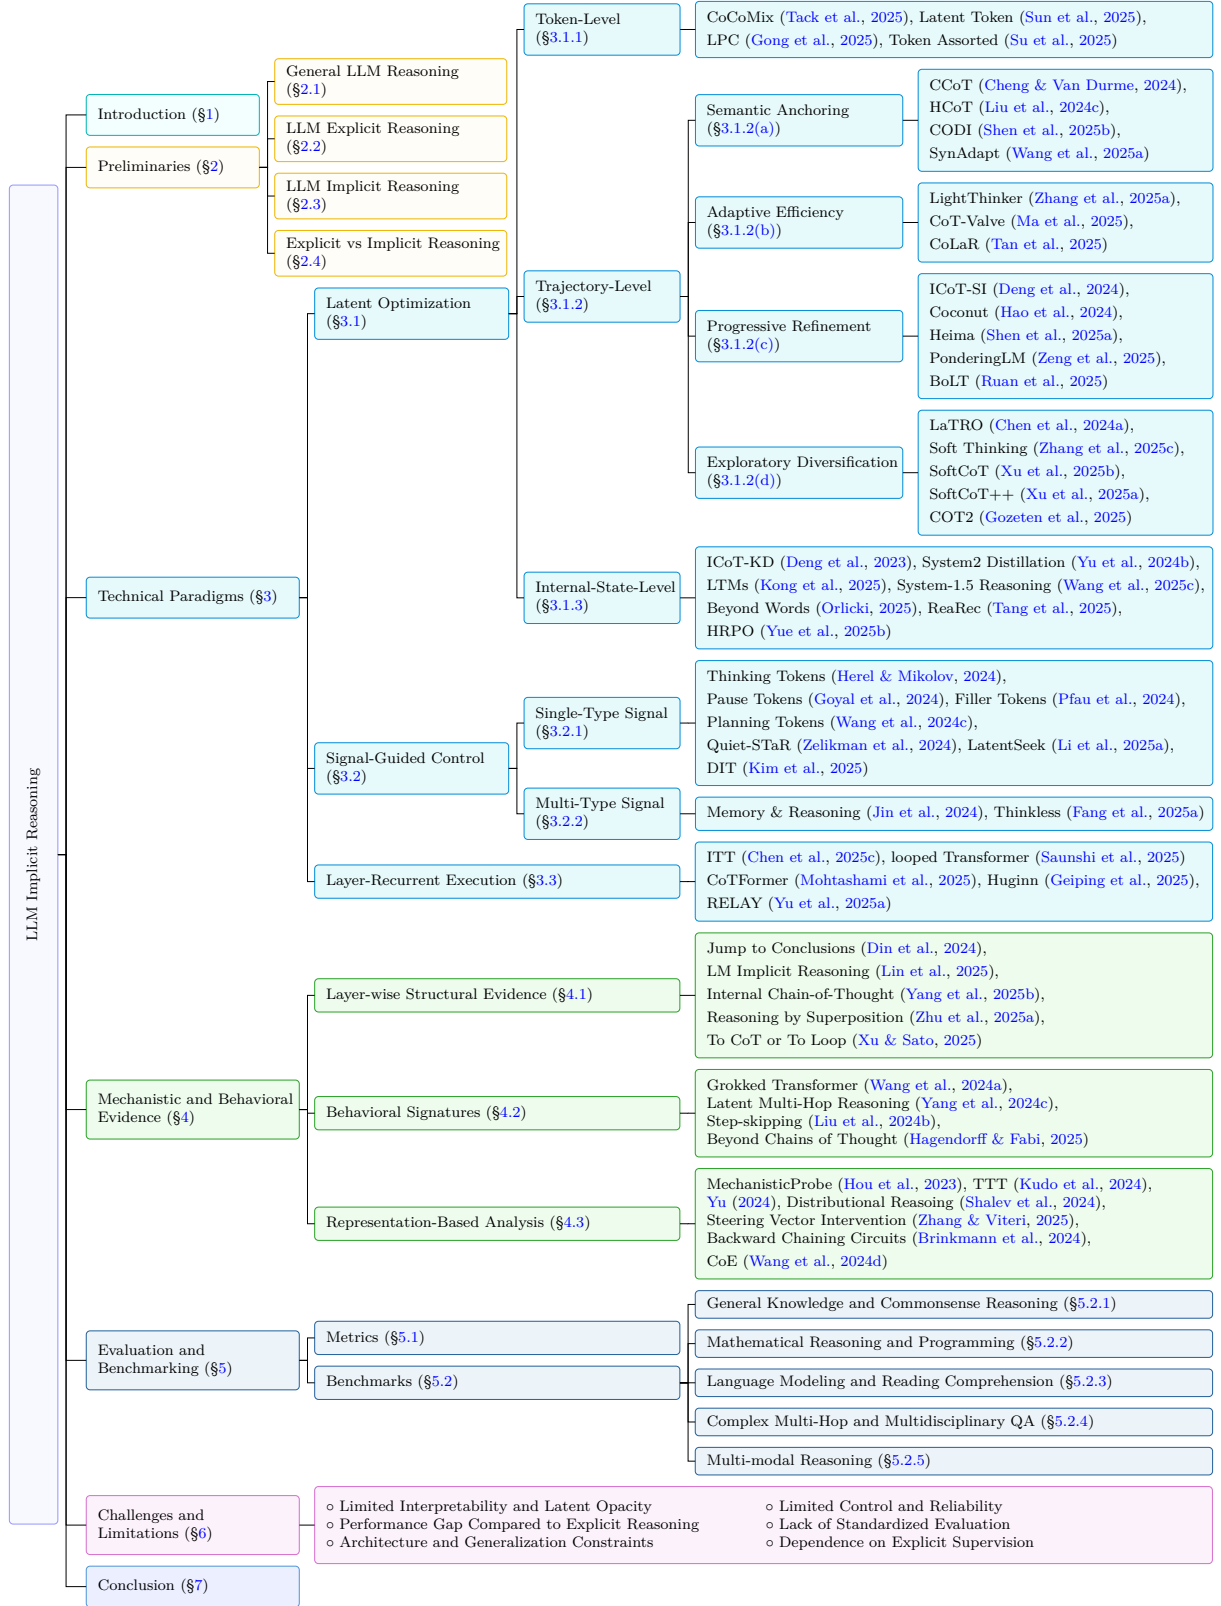 LLM Implicit Reasoning
Introduction (§1)
Preliminaries (§2)
General LLM Reasoning
(§2.1)
LLM Explicit Reasoning
(§2.2)
LLM Implicit Reasoning
(§2.3)
Explicit vs Implicit Reasoning
(§2.4)
Technical Paradigms (§3)
Latent Optimization
(§3.1)
Token-Level
(§3.1.1)
CoCoMix (Tack et al., 2025), Latent Token (Sun et al., 2025),
LPC (Gong et al., 2025), Token Assorted (Su et al., 2025)
Trajectory-Level
(§3.1.2)
Semantic Anchoring
(§3.1.2(a))
CCoT (Cheng & Van Durme, 2024),
HCoT (Liu et al., 2024c),
CODI (Shen et al., 2025b),
SynAdapt (Wang et al., 2025a)
Adaptive Efficiency
(§3.1.2(b))
LightThinker (Zhang et al., 2025a),
CoT-Valve (Ma et al., 2025),
CoLaR (Tan et al., 2025)
Progressive Refinement
(§3.1.2(c))
ICoT-SI (Deng et al., 2024),
Coconut (Hao et al., 2024),
Heima (Shen et al., 2025a),
PonderingLM (Zeng et al., 2025),
BoLT (Ruan et al., 2025)
Exploratory Diversification
(§3.1.2(d))
LaTRO (Chen et al., 2024a),
Soft Thinking (Zhang et al., 2025c),
SoftCoT (Xu et al., 2025b),
SoftCoT++ (Xu et al., 2025a),
COT2 (Gozeten et al., 2025)
Internal-State-Level
(§3.1.3)
ICoT-KD (Deng et al., 2023), System2 Distillation (Yu et al., 2024b),
LTMs (Kong et al., 2025), System-1.5 Reasoning (Wang et al., 2025c),
Beyond Words (Orlicki, 2025), ReaRec (Tang et al., 2025),
HRPO (Yue et al., 2025b)
Signal-Guided Control
(§3.2)
Single-Type Signal
(§3.2.1)
Thinking Tokens (Herel & Mikolov, 2024),
Pause Tokens (Goyal et al., 2024), Filler Tokens (Pfau et al., 2024),
Planning Tokens (Wang et al., 2024c),
Quiet-STaR (Zelikman et al., 2024), LatentSeek (Li et al., 2025a),
DIT (Kim et al., 2025)
Multi-Type Signal
(§3.2.2)
Memory & Reasoning (Jin et al., 2024), Thinkless (Fang et al., 2025a)
Layer-Recurrent Execution (§3.3)
ITT (Chen et al., 2025c), looped Transformer (Saunshi et al., 2025)
CoTFormer (Mohtashami et al., 2025), Huginn (Geiping et al., 2025),
RELAY (Yu et al., 2025a)
Mechanistic and Behavioral
Evidence (§4)
Layer-wise Structural Evidence (§4.1)
Jump to Conclusions (Din et al., 2024),
LM Implicit Reasoning (Lin et al., 2025),
Internal Chain-of-Thought (Yang et al., 2025b),
Reasoning by Superposition (Zhu et al., 2025a),
To CoT or To Loop (Xu & Sato, 2025)
Behavioral Signatures (§4.2)
Grokked Transformer (Wang et al., 2024a),
Latent Multi-Hop Reasoning (Yang et al., 2024c),
Step-skipping (Liu et al., 2024b),
Beyond Chains of Thought (Hagendorff & Fabi, 2025)
Representation-Based Analysis (§4.3)
MechanisticProbe (Hou et al., 2023), TTT (Kudo et al., 2024),
Yu (2024), Distributional Reasoing (Shalev et al., 2024),
Steering Vector Intervention (Zhang & Viteri, 2025),
Backward Chaining Circuits (Brinkmann et al., 2024),
CoE (Wang et al., 2024d)
Evaluation and
Benchmarking (§5)
Metrics (§5.1)
Benchmarks (§5.2)
General Knowledge and Commonsense Reasoning (§5.2.1)
Mathematical Reasoning and Programming (§5.2.2)
Language Modeling and Reading Comprehension (§5.2.3)
Complex Multi-Hop and Multidisciplinary QA (§5.2.4)
Multi-modal Reasoning (§5.2.5)
Challenges and
Limitations (§6)
○ Limited Interpretability and Latent Opacity
○ Performance Gap Compared to Explicit Reasoning
○ Architecture and Generalization Constraints
○ Limited Control and Reliability
○ Lack of Standardized Evaluation
○ Dependence on Explicit Supervision
Conclusion (§7)